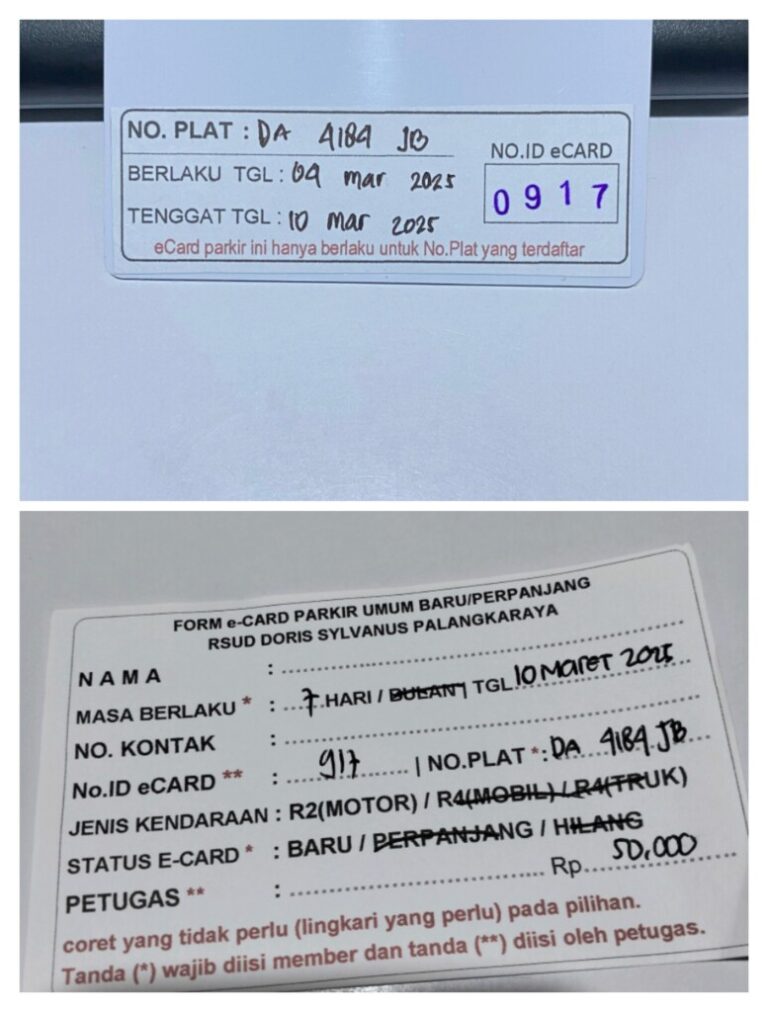 NO. PLAT : DA 4184 JB
NO.ID eCARD
BERLAKU TGL : 04 mar 2025
0917
TENGGAT TGL : 10 mar 2025
eCard parkir ini hanya berlaku untuk No.Plat yang terdaftar
FORM e-CARD PARKIR UMUM BARU/PERPANJANG
RSUD DORIS SYLVANUS PALANGKARAYA
NAMA :
MASA BERLAKU * : 7 HARI / BULAN | TGL 10 MARET 2025
NO. KONTAK :
No.ID eCARD ** : 917 | NO.PLAT *: DA 4184 JB
JENIS KENDARAAN : R2(MOTOR) / R4(MOBIL) / R4(TRUK)
STATUS E-CARD * : BARU / PERPANJANG / HILANG
PETUGAS ** : Rp 50.000
coret yang tidak perlu (lingkari yang perlu) pada pilihan.
Tanda (*) wajib diisi member dan tanda (**) diisi oleh petugas.